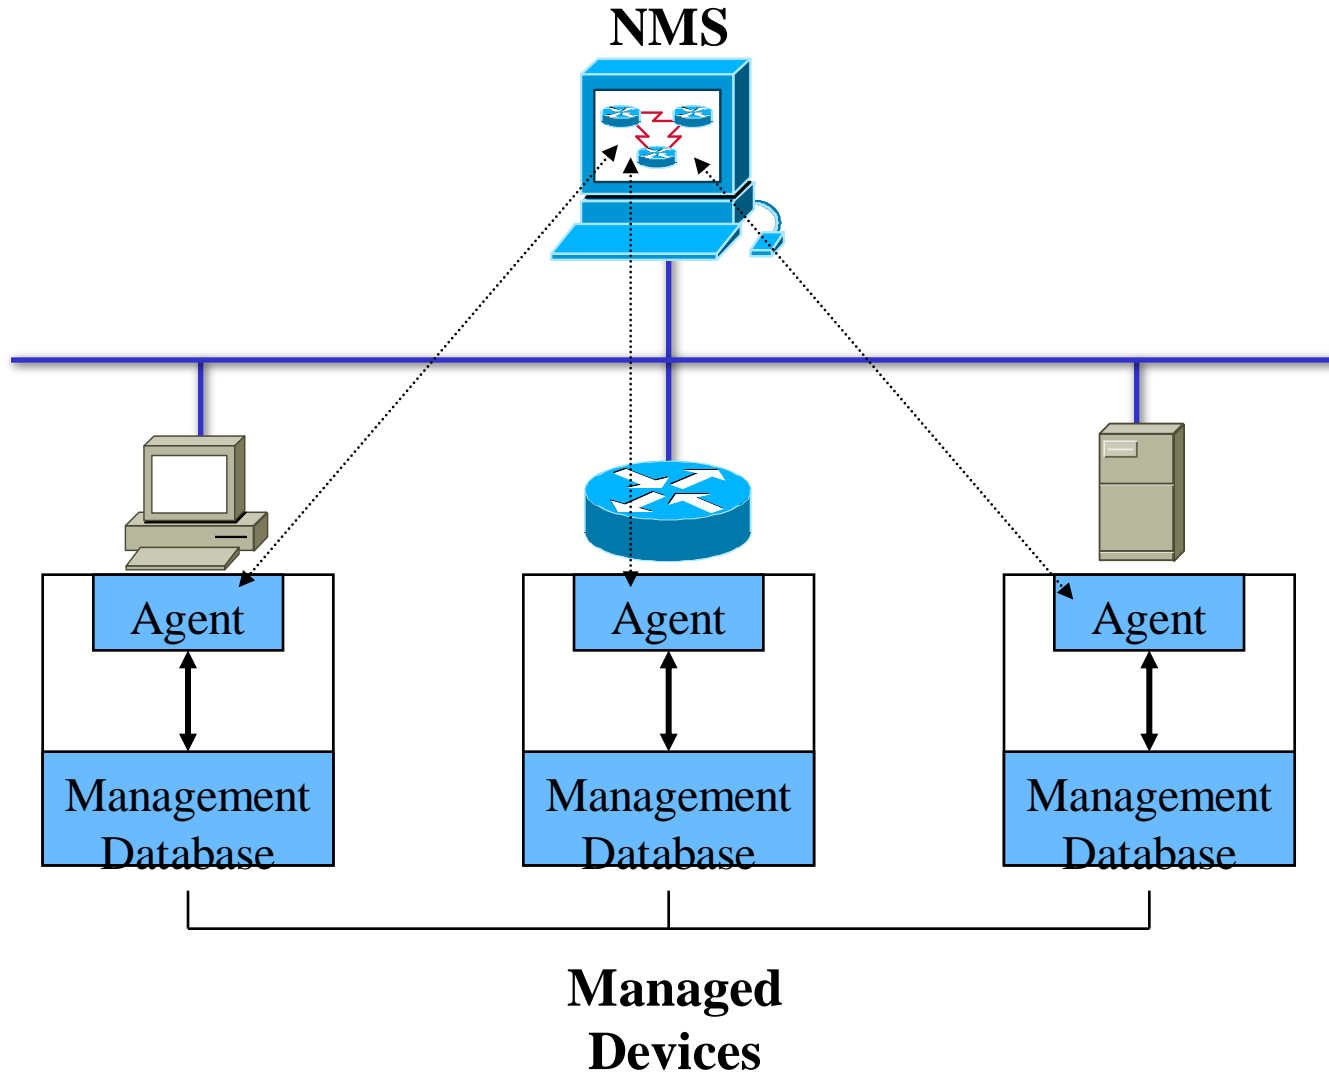 NMS
Agent
Agent
Agent
Management
Database
Management
Database
Management
Database
Managed
Devices